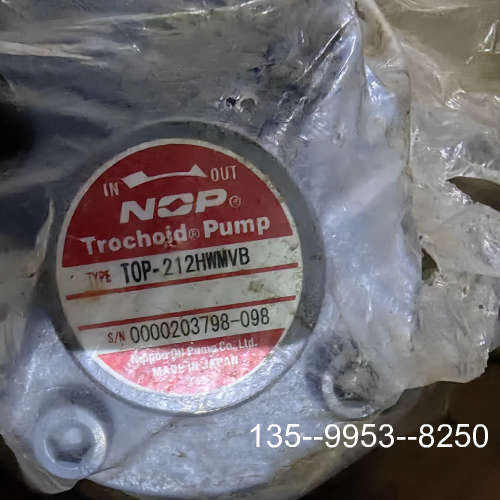 IN OUT
NOP®
Trochoid® Pump
TYPE TOP-212HWMVB
S/N 0000203798-098
Nippon Oil Pump Co., Ltd.
MADE IN JAPAN
135--9953--8250